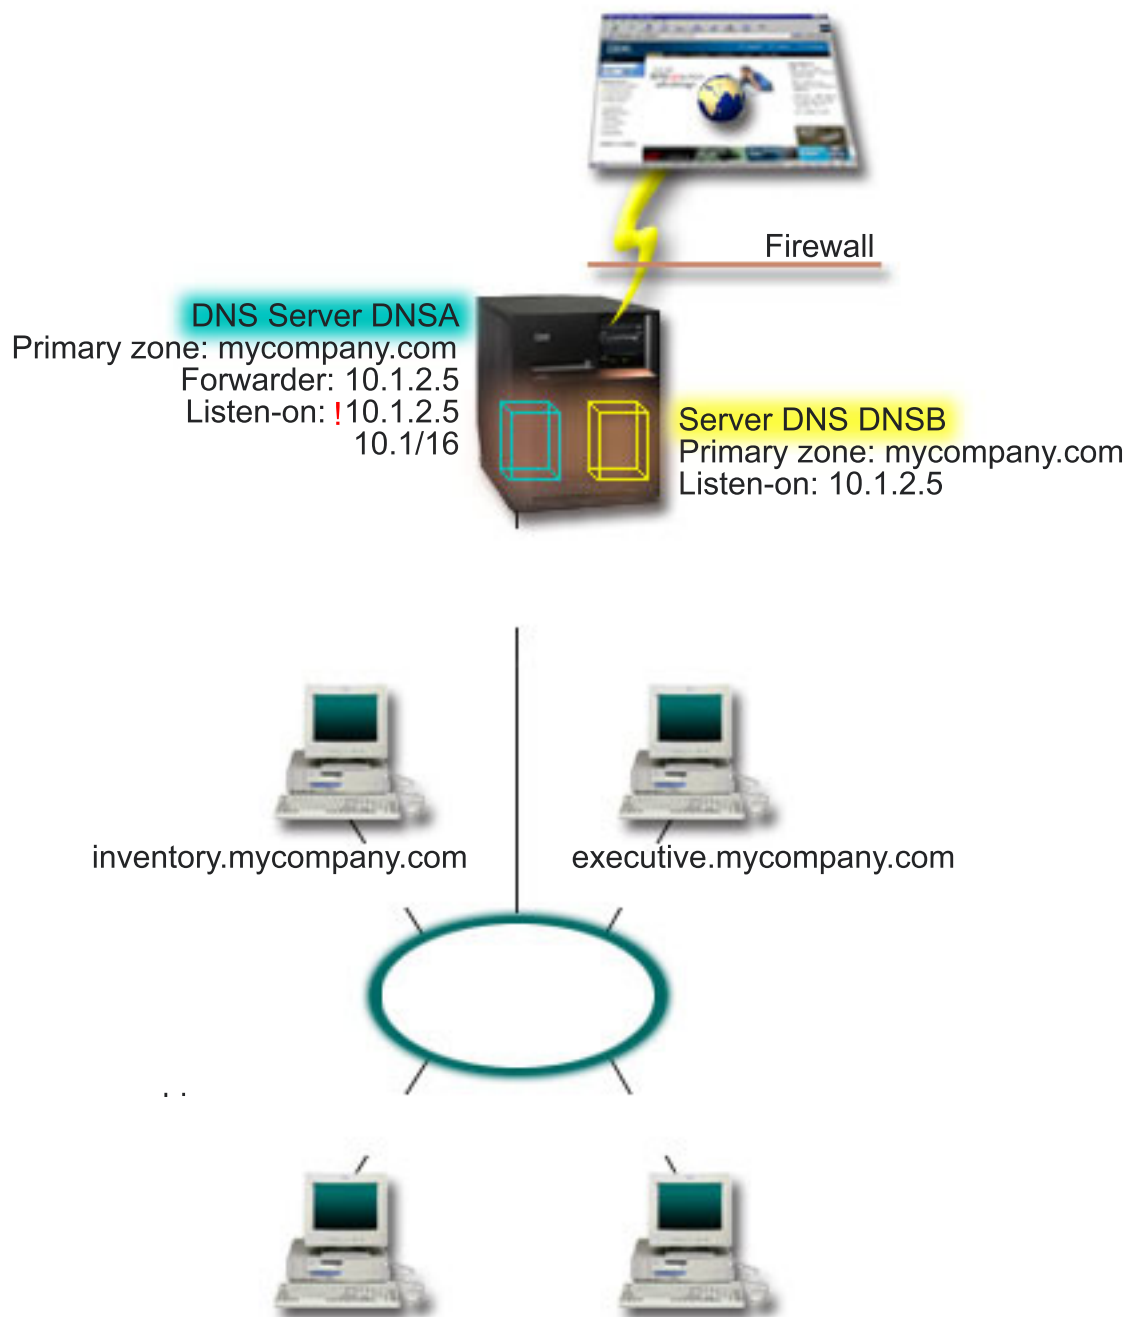 Firewall
DNS Server DNSA
Primary zone: mycompany.com
Forwarder: 10.1.2.5
Listen-on: !10.1.2.5
10.1/16
Server DNS DNSB
Primary zone: mycompany.com
Listen-on: 10.1.2.5
inventory.mycompany.com
executive.mycompany.com